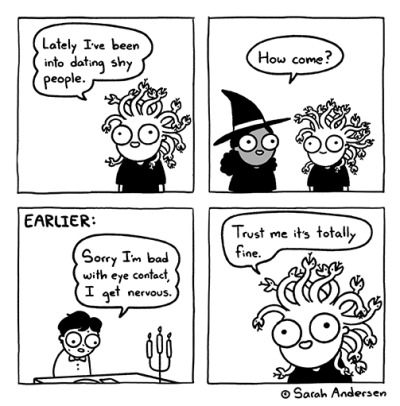 Lately I've been
into dating shy
people.
How come?
EARLIER:
Sorry I'm bad
with eye contact,
I get nervous.
Trust me it's totally
fine.
© Sarah Andersen